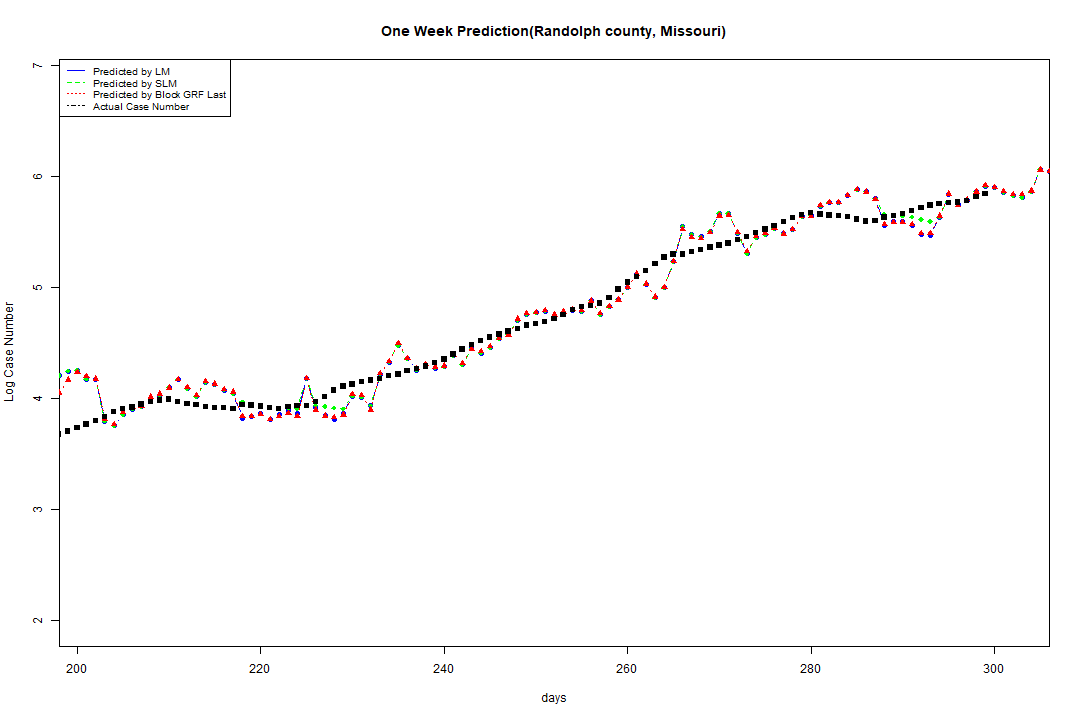 One Week Prediction(Randolph county, Missouri)
Predicted by LM
Predicted by SLM
Predicted by Block GRF Last
Actual Case Number
Log Case Number
7
6
5
4
3
2
200 220 240 260 280 300
days